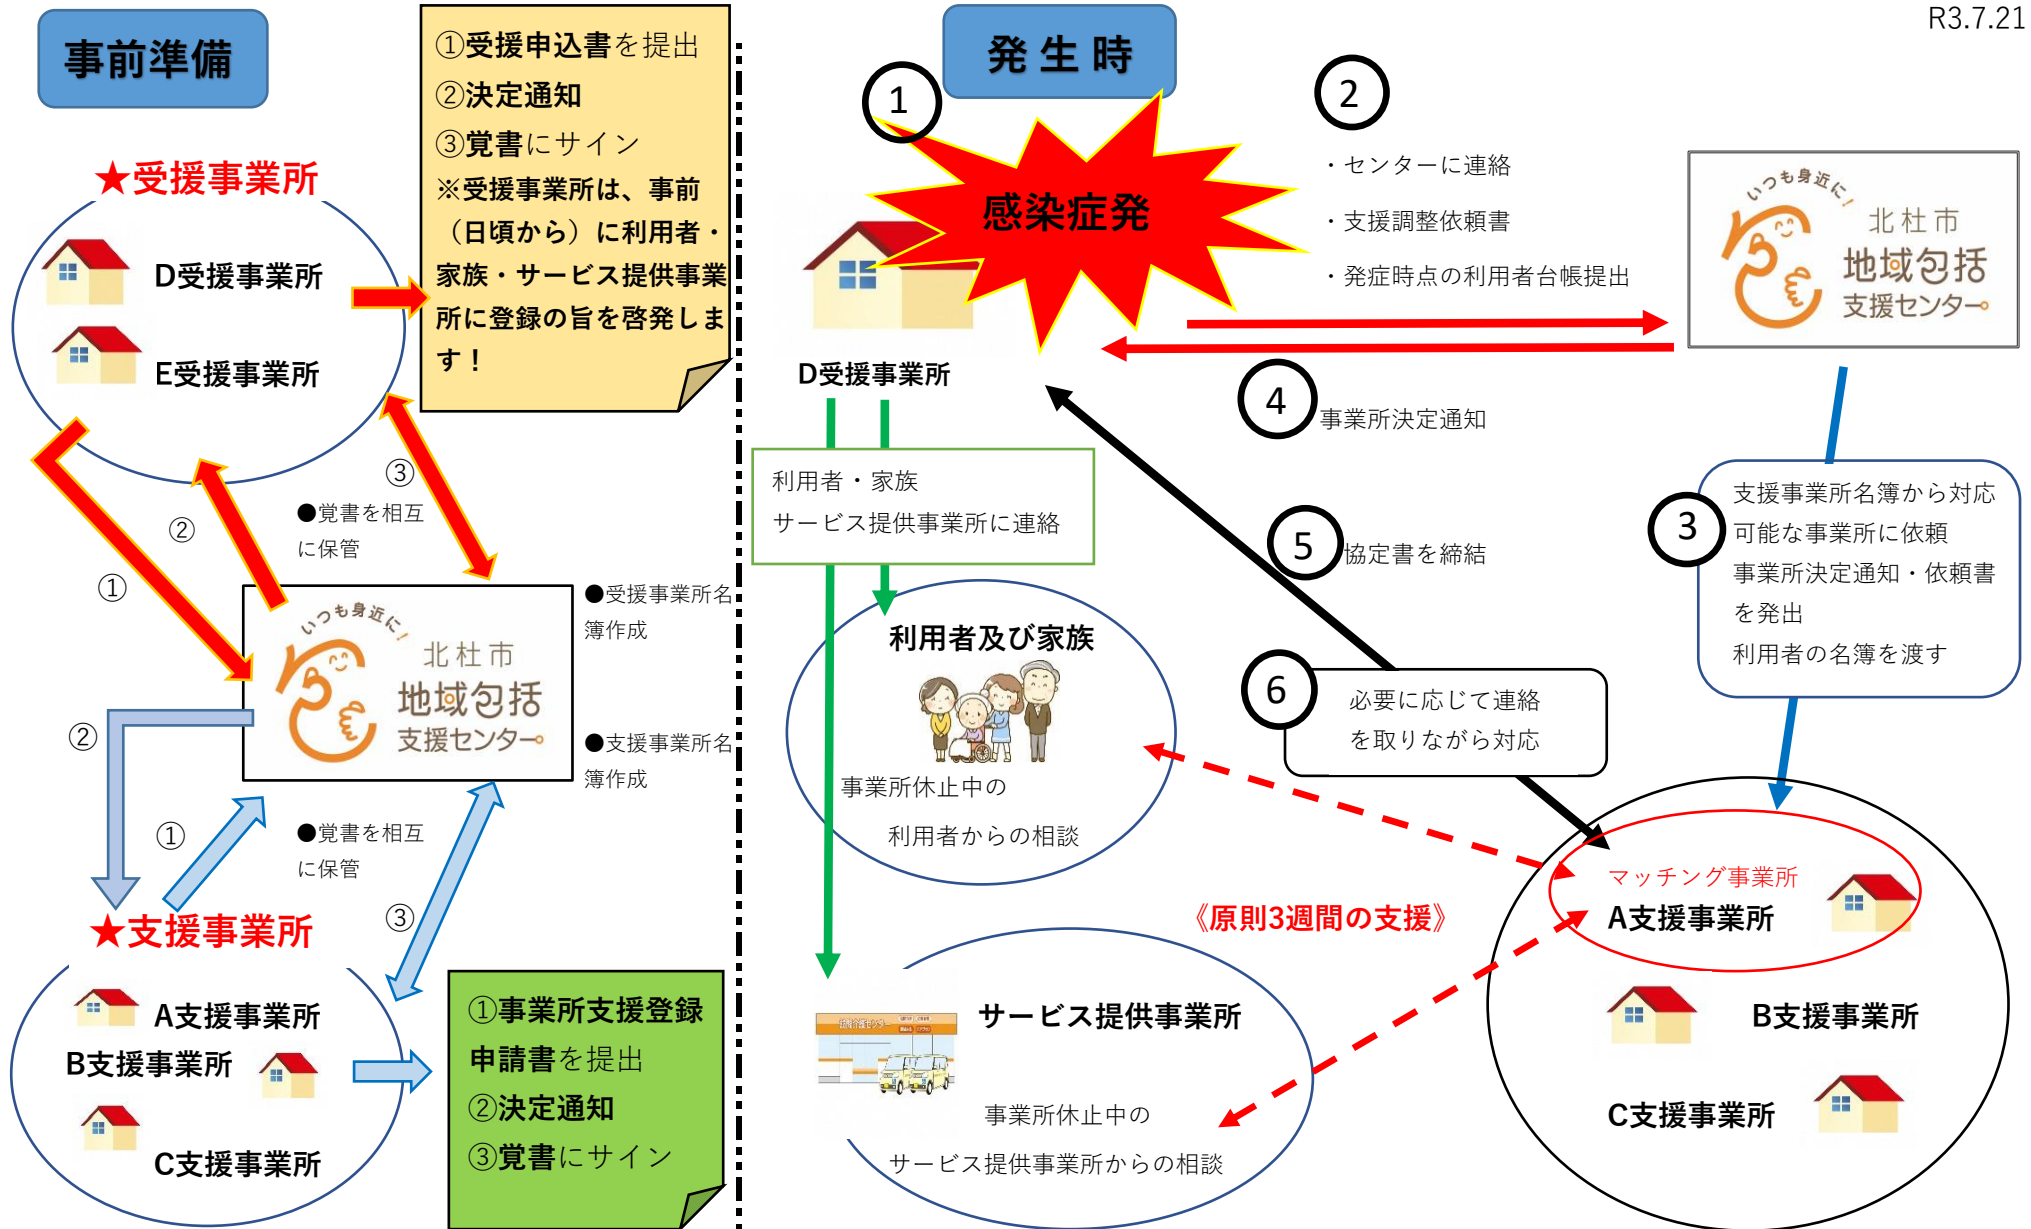 R3.7.21
事前準備
①受援申込書を提出
②決定通知
③覚書にサイン
※受援事業所は、事前
（日頃から）に利用者・
家族・サービス提供事業
所に登録の旨を啓発しま
す！
★受援事業所
D受援事業所
E受援事業所
①
②
③
●覚書を相互
に保管
いつも身近に！
北杜市
地域包括
支援センター
●受援事業所名
簿作成
●支援事業所名
簿作成
②
①
●覚書を相互
に保管
③
★支援事業所
A支援事業所
B支援事業所
C支援事業所
①事業所支援登録
申請書を提出
②決定通知
③覚書にサイン
発生時
1
感染症発
D受援事業所
2
・センターに連絡
・支援調整依頼書
・発症時点の利用者台帳提出
いつも身近に！
北杜市
地域包括
支援センター
4
事業所決定通知
3
支援事業所名簿から対応
可能な事業所に依頼
事業所決定通知・依頼書
を発出
利用者の名簿を渡す
利用者・家族
サービス提供事業所に連絡
5
協定書を締結
6
必要に応じて連絡
を取りながら対応
利用者及び家族
事業所休止中の
利用者からの相談
《原則3週間の支援》
マッチング事業所
A支援事業所
B支援事業所
C支援事業所
サービス提供事業所
事業所休止中の
サービス提供事業所からの相談